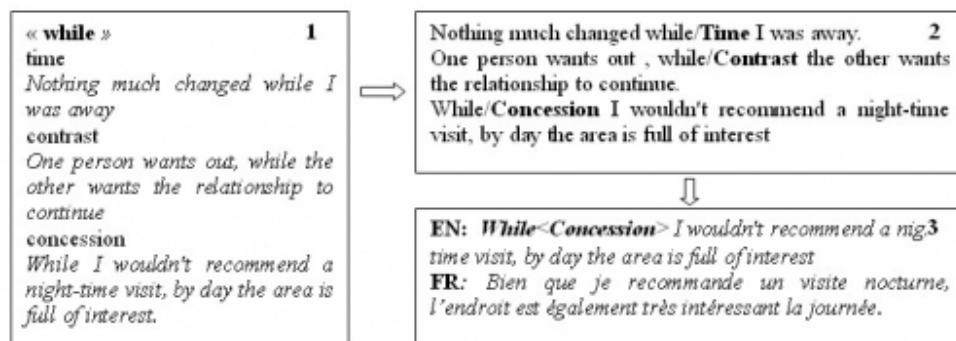 « while » 1
time
Nothing much changed while I
was away
contrast
One person wants out, while the
other wants the relationship to
continue
concession
While I wouldn't recommend a
night-time visit, by day the area is
full of interest.
Nothing much changed while/Time I was away. 2
One person wants out , while/Contrast the other wants
the relationship to continue.
While/Concession I wouldn't recommend a night-time
visit, by day the area is full of interest
EN: While<Concession> I wouldn't recommend a nig 3
time visit, by day the area is full of interest
FR: Bien que je recommande un visite nocturne,
l'endroit est également très intéressant la journée.